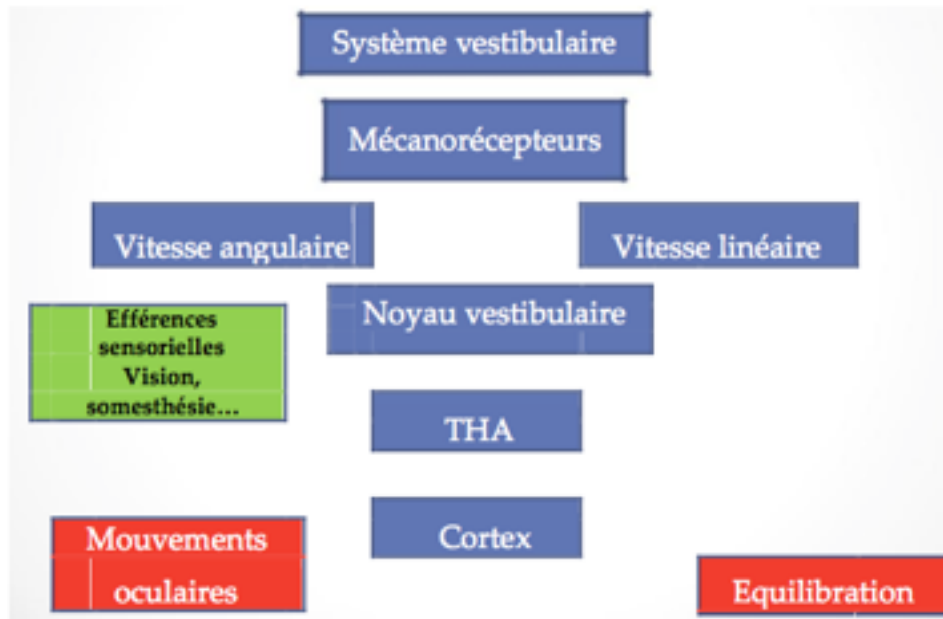 Système vestibulaire
Mécanorécepteurs
Vitesse angulaire
Vitesse linéaire
Noyau vestibulaire
Efférences
sensorielles
Vision,
somesthésie...
THA
Cortex
Mouvements
oculaires
Equilibration